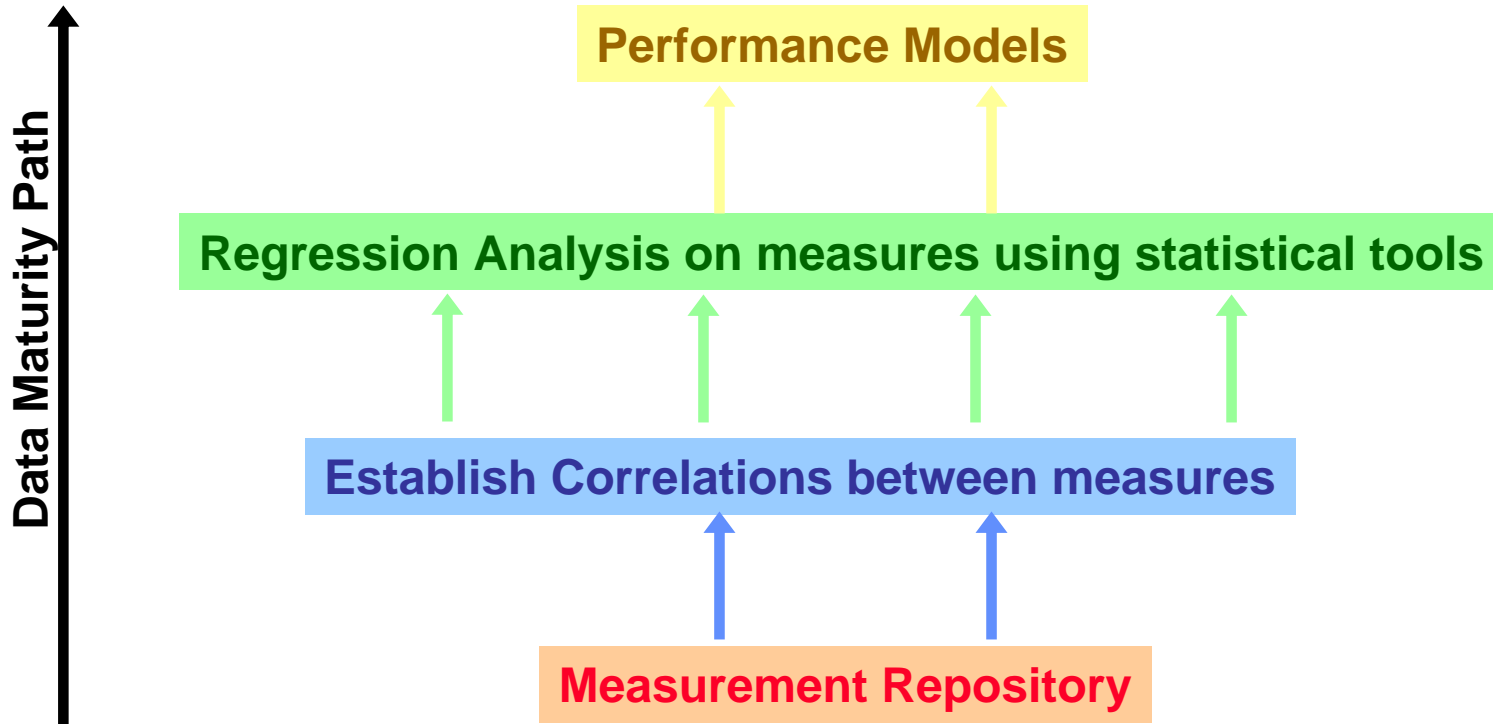 Performance Models
Data Maturity Path
Regression Analysis on measures using statistical tools
Establish Correlations between measures
Measurement Repository